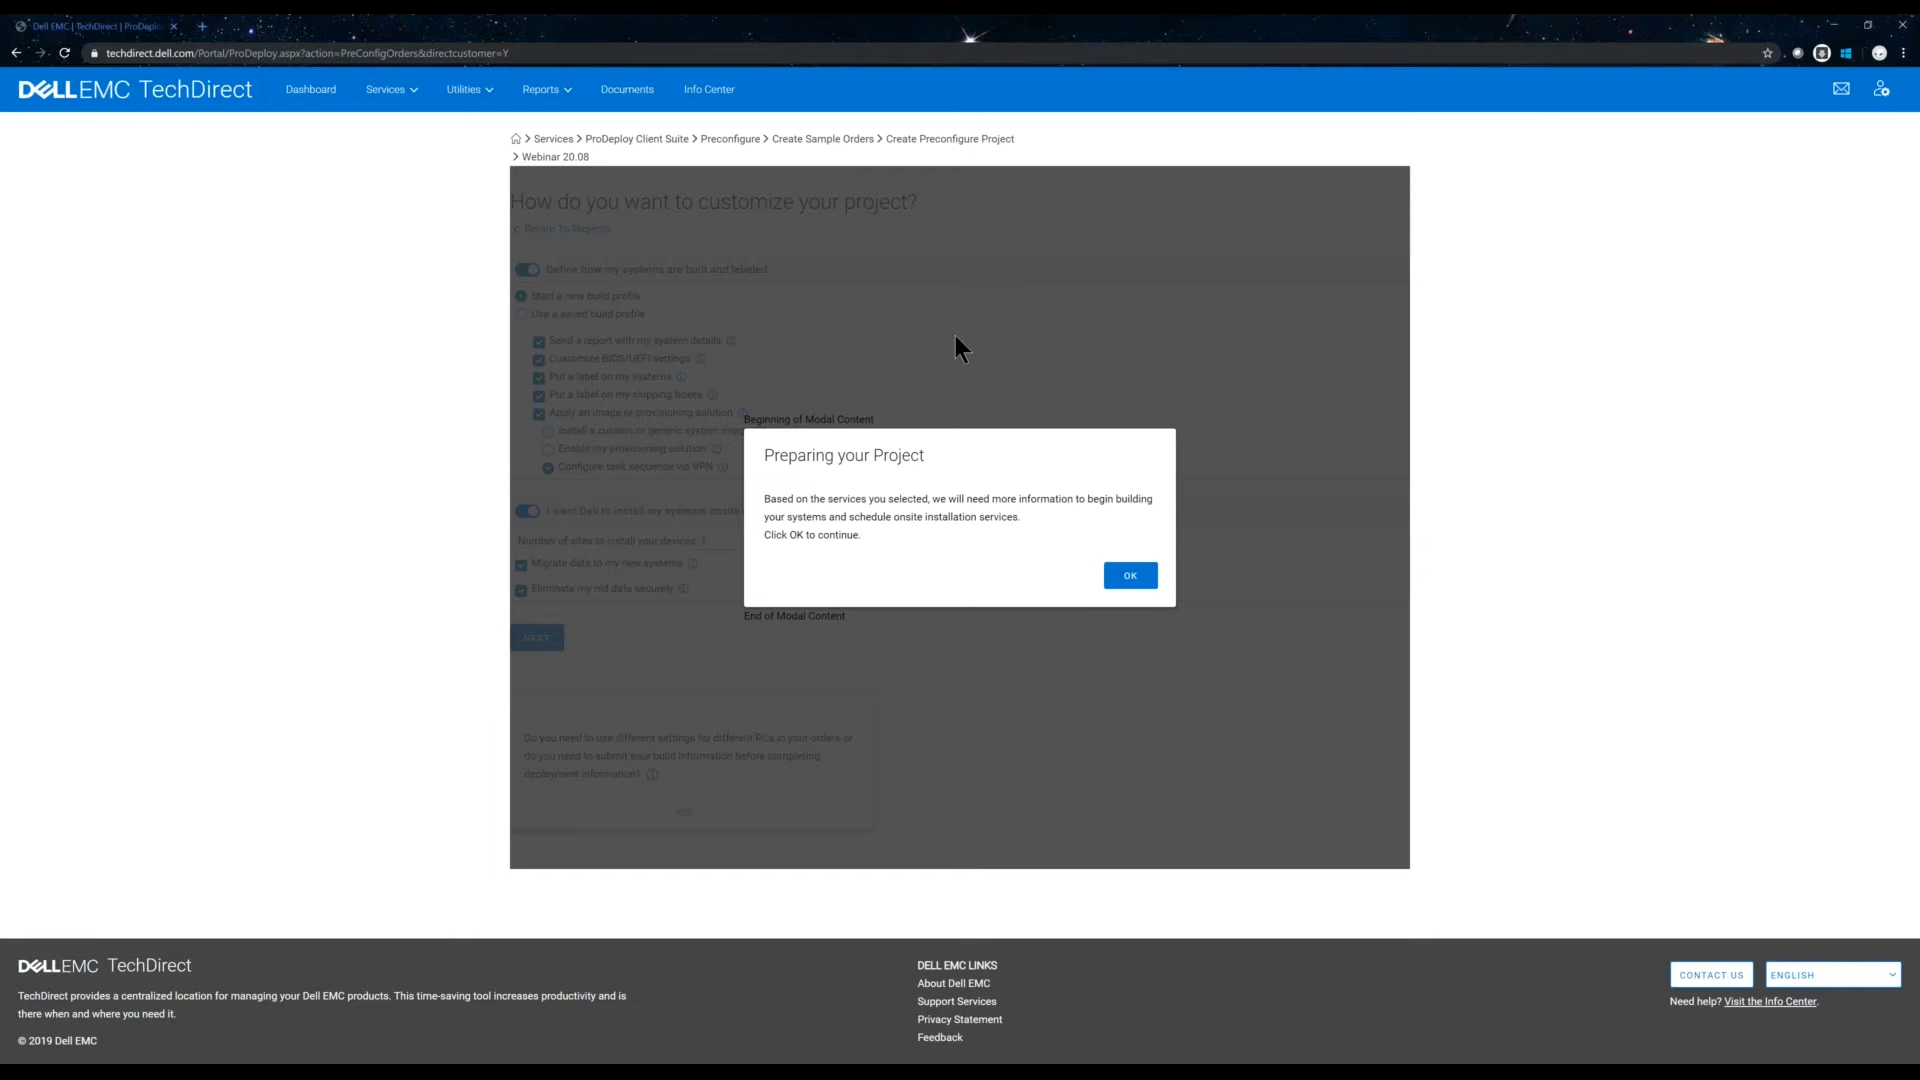 Dell EMC | TechDirect | ProDeplo
techdirect.dell.com/Portal/ProDeploy.aspx?action=PreConfigOrders&directcustomer=Y
DELLEMC TechDirect
Dashboard
Services
Utilities
Reports
Documents
Info Center
> Services > ProDeploy Client Suite > Preconfigure > Create Sample Orders > Create Preconfigure Project
> Webinar 20.08
How do you want to customize your project?
< Return To Projects
Define how my systems are built and labeled
Start a new build profile
Use a saved build profile
Send a report with my system details
Customize BIOS/UEFI settings
Put a label on my systems
Put a label on my shipping boxes
Apply an image or provisioning solution
Install a custom or generic system imag
Enable my provisioning solution
Configure task sequence via VPN
I want Dell to install my systems onsite
Number of sites to install your devices: 1
Migrate data to my new systems
Eliminate my old data securely
NEXT
Beginning of Modal Content
Preparing your Project
Based on the services you selected, we will need more information to begin building
your systems and schedule onsite installation services.
Click OK to continue.
OK
End of Modal Content
Do you need to use different settings for different PCs in your orders or
do you need to submit your build information before completing
deployment information?
YES
DELLEMC TechDirect
TechDirect provides a centralized location for managing your Dell EMC products. This time-saving tool increases productivity and is
there when and where you need it.
© 2019 Dell EMC
DELL EMC LINKS
About Dell EMC
Support Services
Privacy Statement
Feedback
CONTACT US
ENGLISH
Need help? Visit the Info Center.